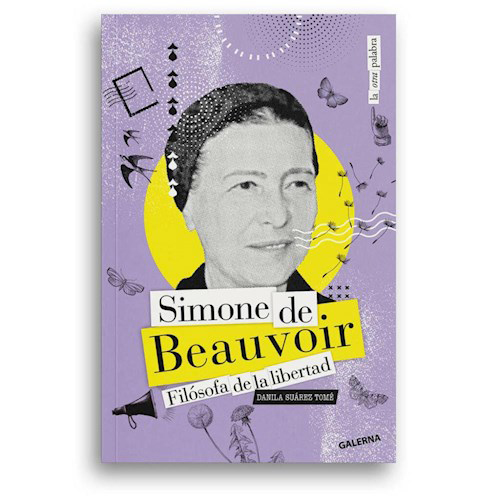 la otra palabra
Simone de
Beauvoir
Filósofa de la libertad
DANILA SUÁREZ TOMÉ
GALERNA